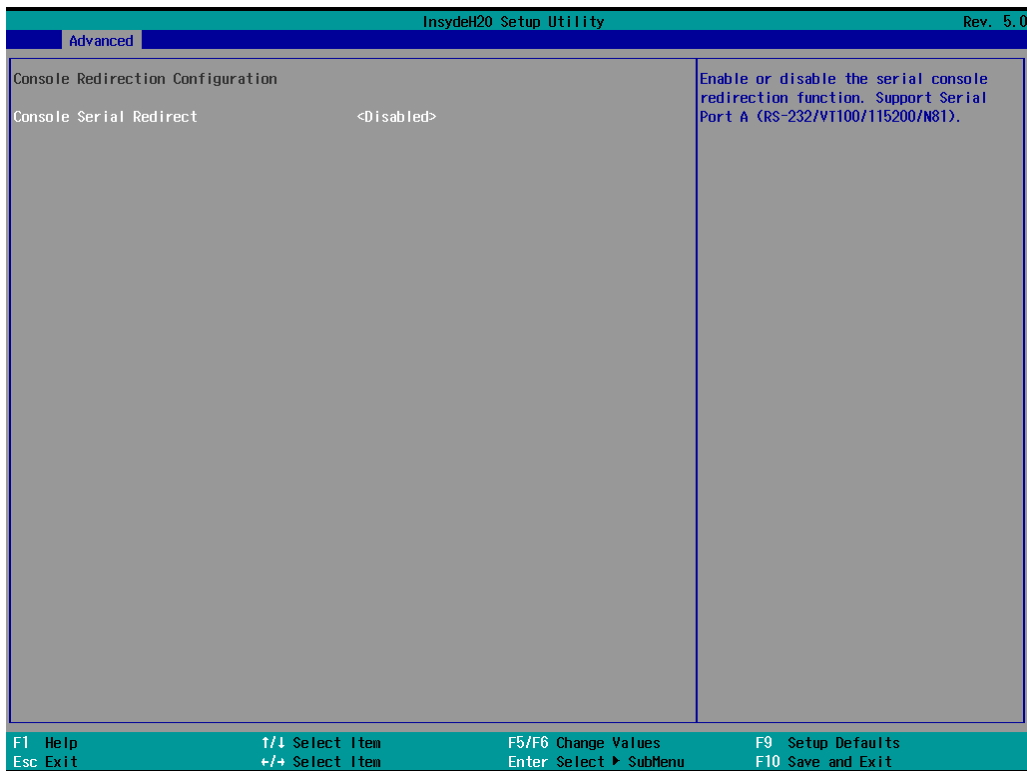 InsydeH20 Setup Utility Rev. 5.0
Advanced
Console Redirection Configuration
Console Serial Redirect <Disabled>
Enable or disable the serial console
redirection function. Support Serial
Port A (RS-232/VT100/115200/N81).
F1 Help ↑/↓ Select Item F5/F6 Change Values F9 Setup Defaults
Esc Exit ←/→ Select Item Enter Select ▶ SubMenu F10 Save and Exit